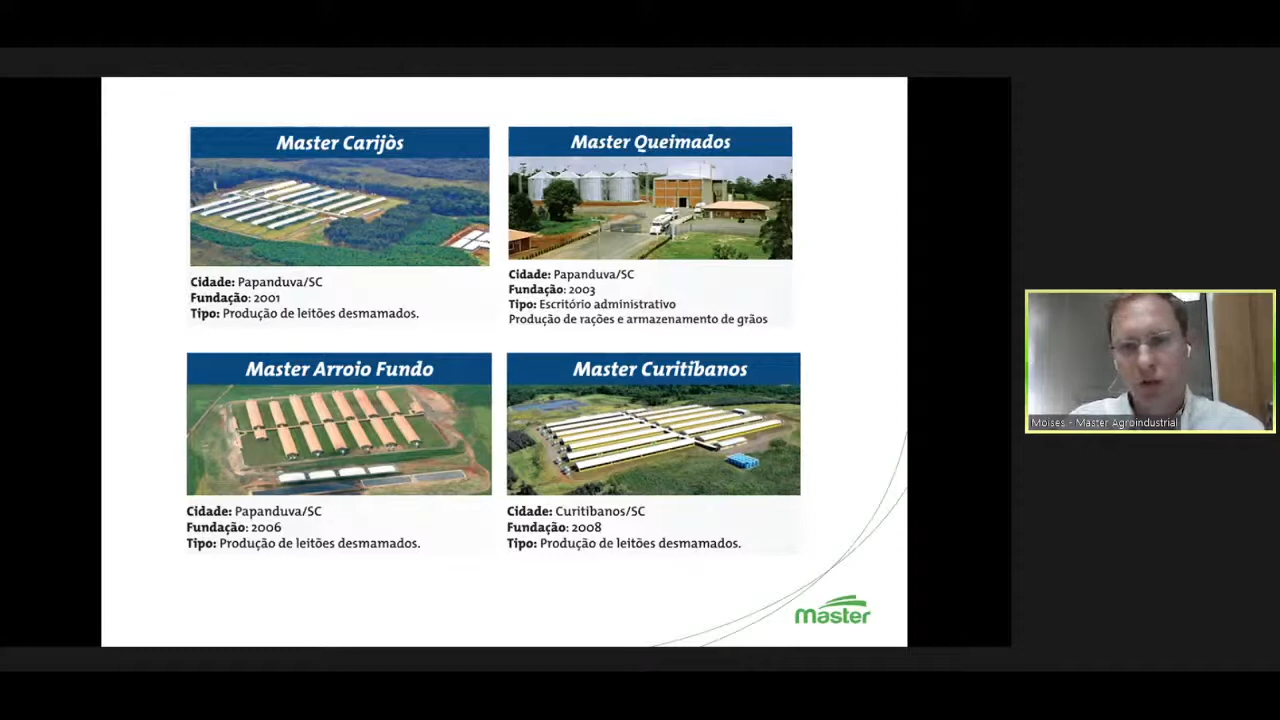 Master Carijòs
Cidade: Papanduva/SC
Fundação: 2001
Tipo: Produção de leitões desmamados.
Master Queimados
Cidade: Papanduva/SC
Fundação: 2003
Tipo: Escritório administrativo
Produção de rações e armazenamento de grãos
Master Arroio Fundo
Cidade: Papanduva/SC
Fundação: 2006
Tipo: Produção de leitões desmamados.
Master Curitibanos
Cidade: Curitibanos/SC
Fundação: 2008
Tipo: Produção de leitões desmamados.
master
Moises - Master Agroindustrial